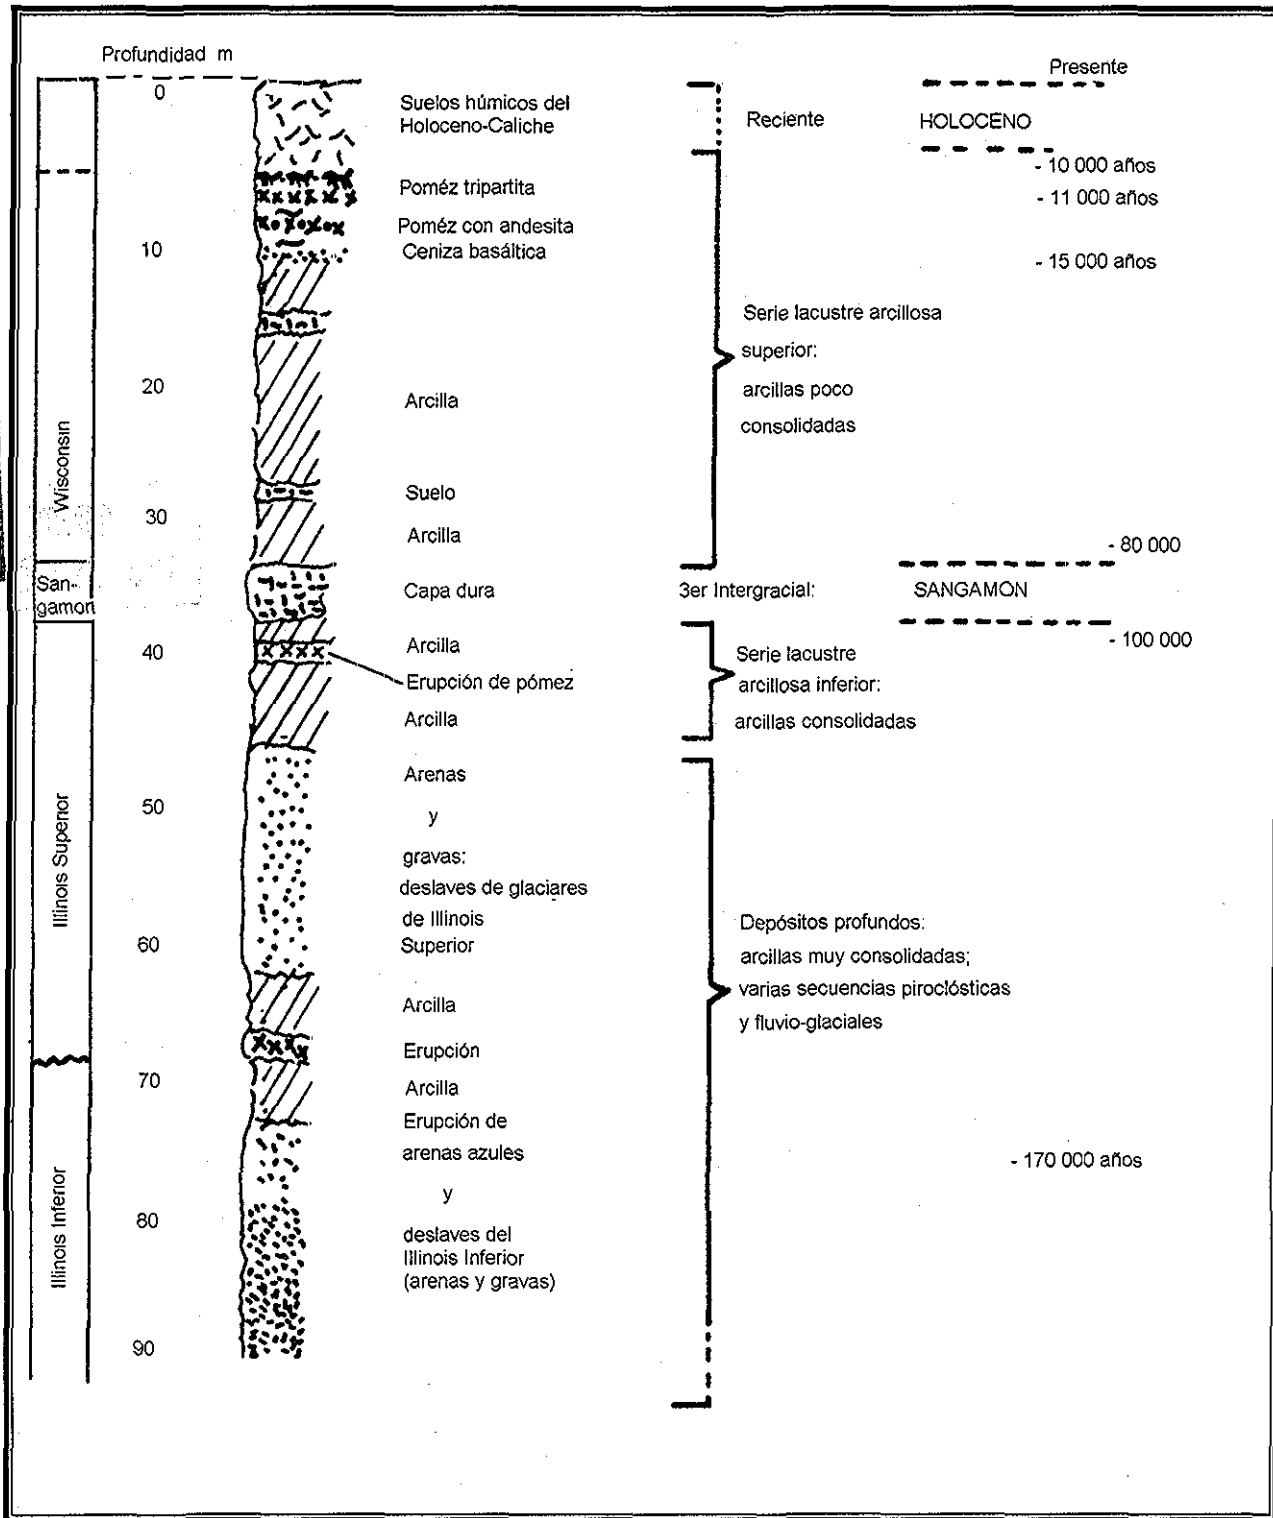 Profundidad m
0
10
20
30
40
50
60
70
80
90
Wisconsin
San-
gamon
Illinois Superior
Illinois Inferior
Suelos húmicos del
Holoceno-Caliche
Poméz tripartita
Poméz con andesita
Ceniza basáltica
Arcilla
Suelo
Arcilla
Capa dura
Arcilla
Erupción de pómez
Arcilla
Arenas
y
gravas:
deslaves de glaciares
de Illinois
Superior
Arcilla
Erupción
Arcilla
Erupción de
arenas azules
y
deslaves del
Illinois Inferior
(arenas y gravas)
Reciente
Serie lacustre arcillosa
superior:
arcillas poco
consolidadas
3er Intergracial:
Serie lacustre
arcillosa inferior:
arcillas consolidadas
Depósitos profundos:
arcillas muy consolidadas;
varias secuencias piroclósticas
y fluvio-glaciales
Presente
HOLOCENO
- 10 000 años
- 11 000 años
- 15 000 años
- 80 000
SANGAMON
- 100 000
- 170 000 años